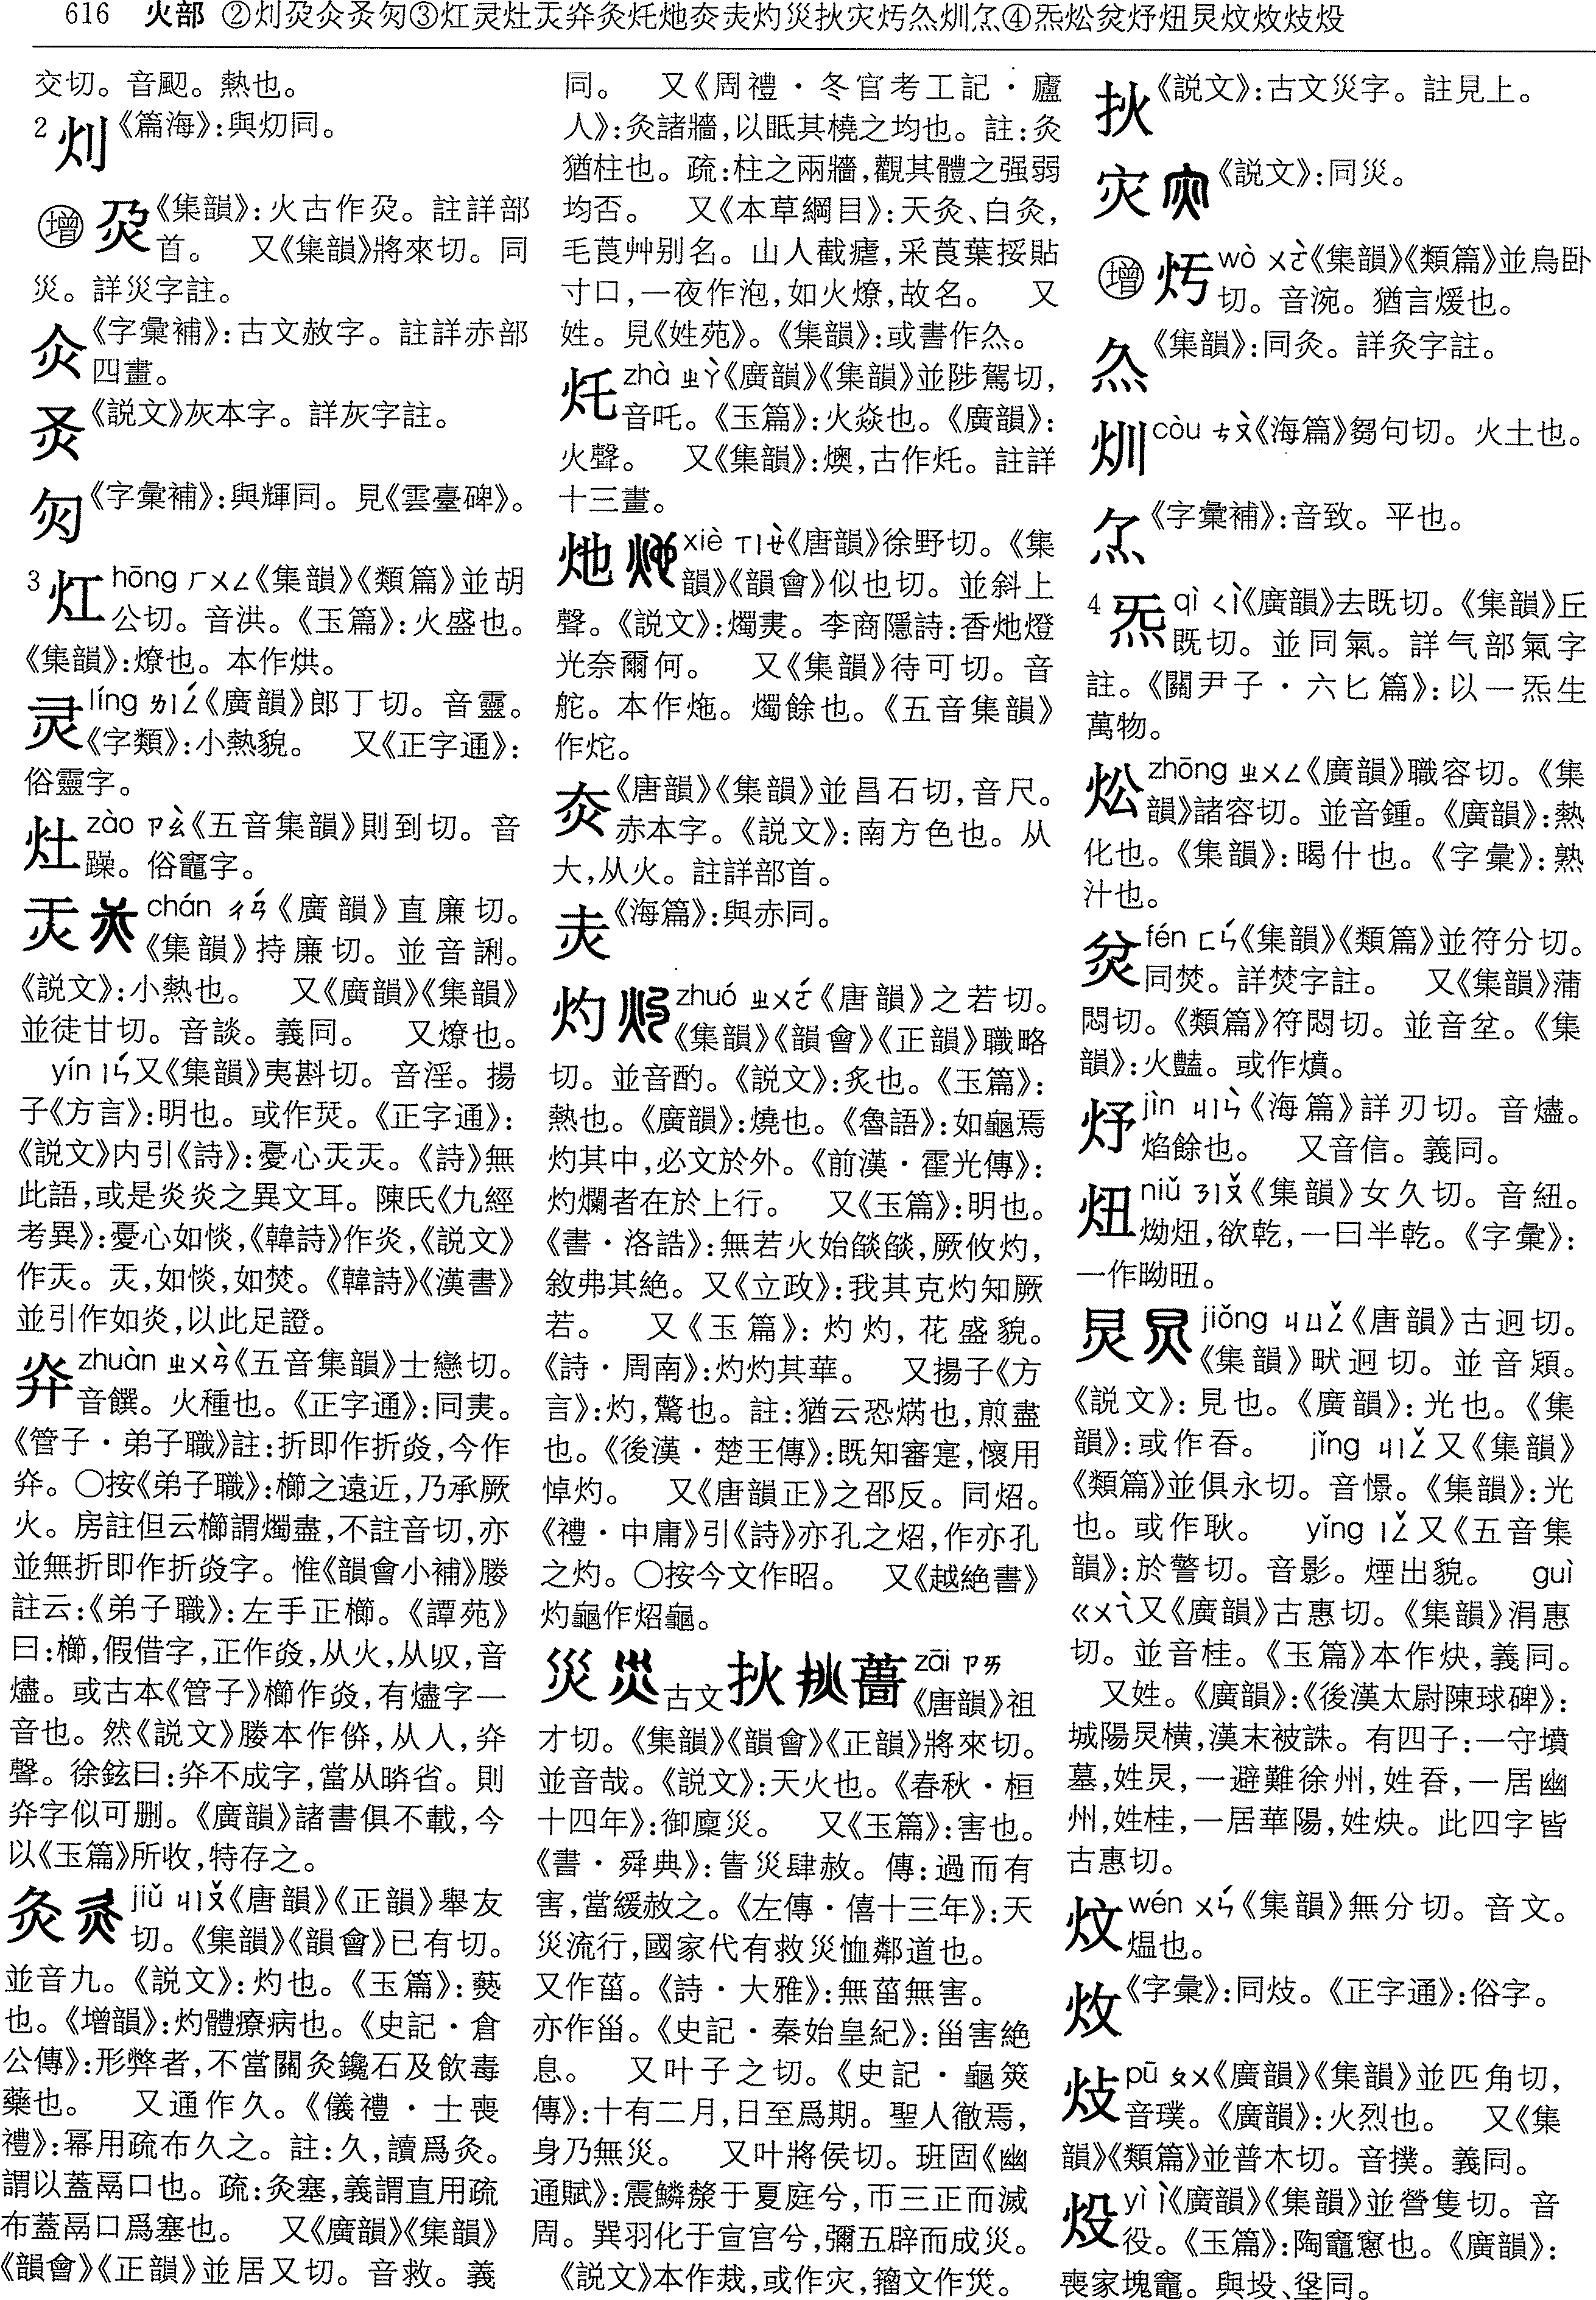 616 火部 ②灱㶣仌灸匇③灴灵灶灭灷灸灹灺夵夫灼災扙灾㶧灬灲尒④炁炂炃炓炄炅炆炇炇炈
交切。音颮。熱也。
2 灲《篇海》：與灱同。
㊉《集韻》：火古作𤆄。註詳部
首。　又《集韻》將來切。同
災。詳災字註。
《字彙補》：古文赦字。註詳赤部
四畫。
《説文》灰本字。詳灰字註。
《字彙補》：與輝同。見《雲臺碑》。
3 灴 hōng ㄏㄨㄥ《集韻》《類篇》並胡
公切。音洪。《玉篇》：火盛也。
《集韻》：燎也。本作烘。
灵 líng ㄌㄧㄥˊ《廣韻》郎丁切。音靈。
《字類》：小熱貌。　又《正字通》：
俗靈字。
灶 zào ㄗㄠˋ《五音集韻》則到切。音
躁。俗竈字。
chán ㄔㄢˊ《廣韻》直廉切。
《集韻》持廉切。並音誗。
《説文》：小熱也。　又《廣韻》《集韻》
並徒甘切。音談。義同。　又燎也。
yín ㄧㄣˊ又《集韻》夷斟切。音淫。揚
子《方言》：明也。或作烎。《正字通》：
《説文》内引《詩》：憂心𤆍𤆍。《詩》無
此語，或是炎炎之異文耳。陳氏《九經
考異》：憂心如惔，《韓詩》作炎，《説文》
作𤆍。𤆍，如惔，如焚。《韓詩》《漢書》
並引作如炎，以此足證。
灷 zhuàn ㄓㄨㄢˋ《五音集韻》士戀切。
音饌。火種也。《正字通》：同㶳。
《管子·弟子職》註：折即作折焱，今作
灷。○按《弟子職》：櫛之遠近，乃承厥
火。房註但云櫛謂燭盡，不註音切，亦
並無折即作折焱字。惟《韻會小補》媵
註云：《弟子職》：左手正櫛。《譚苑》
曰：櫛，假借字，正作焱，从火，从収，音
燼。或古本《管子》櫛作焱，有燼字一
音也。然《説文》媵本作倴，从人，灷
聲。徐鉉曰：灷不成字，當从朕省。則
灷字似可删。《廣韻》諸書俱不載，今
以《玉篇》所收，特存之。
灸 jiǔ ㄐㄧㄡˇ《唐韻》《正韻》舉友
切。《集韻》《韻會》已有切。
並音九。《説文》：灼也。《玉篇》：爇
也。《增韻》：灼體療病也。《史記·倉
公傳》：形弊者，不當關灸鑱石及飲毒
藥也。　又通作久。《儀禮·士喪
禮》：冪用疏布久之。註：久，讀爲灸。
謂以蓋鬲口也。疏：灸塞，義謂直用疏
布蓋鬲口爲塞也。　又《廣韻》《集韻》
《韻會》《正韻》並居又切。音救。義
同。　又《周禮·冬官考工記·廬
人》：灸諸牆，以眡其橈之均也。註：灸
猶柱也。疏：柱之兩牆，觀其體之强弱
均否。　又《本草綱目》：天灸、白灸，
毛莨艸别名。山人截瘧，采莨葉挼貼
寸口，一夜作泡，如火燎，故名。　又
姓。見《姓苑》。《集韻》：或書作灸。
灹 zhà ㄓㄚˋ《廣韻》《集韻》並陟駕切，
音吒。《玉篇》：火焱也。《廣韻》：
火聲。　又《集韻》：燠，古作灹。註詳
十三畫。
灺 xiè ㄒㄧㄝˋ《唐韻》徐野切。《集
韻》《韻會》似也切。並斜上
聲。《説文》：燭㶳。李商隱詩：香灺燈
光奈爾何。　又《集韻》待可切。音
舵。本作炧。燭餘也。《五音集韻》
作炨。
《唐韻》《集韻》並昌石切，音尺。
赤本字。《説文》：南方色也。从
大，从火。註詳部首。
《海篇》：與赤同。
灼 zhuó ㄓㄨㄛˊ《唐韻》之若切。
《集韻》《韻會》《正韻》職略
切。並音酌。《説文》：炙也。《玉篇》：
熱也。《廣韻》：燒也。《魯語》：如龜焉
灼其中，必文於外。《前漢·霍光傳》：
灼爛者在於上行。　又《玉篇》：明也。
《書·洛誥》：無若火始燄燄，厥攸灼，
敘弗其絶。又《立政》：我其克灼知厥
若。　又《玉篇》：灼灼，花盛貌。
《詩·周南》：灼灼其華。　又揚子《方
言》：灼，驚也。註：猶云恐㶽也，煎盡
也。《後漢·楚王傳》：既知審寔，懷用
悼灼。　又《唐韻正》之邵反。同炤。
《禮·中庸》引《詩》亦孔之炤，作亦孔
之灼。○按今文作昭。　又《越絶書》
灼龜作炤龜。
災 古文扙 菑 zāi ㄗㄞ
《唐韻》祖
才切。《集韻》《韻會》《正韻》將來切。
並音哉。《説文》：天火也。《春秋·桓
十四年》：御廩災。　又《玉篇》：害也。
《書·舜典》：眚災肆赦。傳：過而有
害，當緩赦之。《左傳·僖十三年》：天
災流行，國家代有救災恤鄰道也。
又作菑。《詩·大雅》：無菑無害。
亦作甾。《史記·秦始皇紀》：甾害絶
息。　又叶子之切。《史記·龜筴
傳》：十有二月，日至爲期。聖人徹焉，
身乃無災。　又叶將侯切。班固《幽
通賦》：震鱗漦于夏庭兮，帀三正而滅
周。巽羽化于宣宫兮，彌五辟而成災。
《説文》本作烖，或作灾，籀文作災。
《説文》：古文災字。註見上。
灾《説文》：同災。
㊉ wò ㄨㄛˋ《集韻》《類篇》並烏卧
切。音涴。猶言煖也。
《集韻》：同灸。詳灸字註。
còu ㄘㄡˋ《海篇》芻句切。火土也。
《字彙補》：音致。平也。
4 炁 qì ㄑㄧˋ《廣韻》去既切。《集韻》丘
既切。並同氣。詳气部氣字
註。《關尹子·六匕篇》：以一炁生
萬物。
炂 zhōng ㄓㄨㄥ《廣韻》職容切。《集
韻》諸容切。並音鍾。《廣韻》：熱
化也。《集韻》：暍什也。《字彙》：熟
汁也。
炃 fén ㄈㄣˊ《集韻》《類篇》並符分切。
同焚。詳焚字註。　又《集韻》蒲
悶切。《類篇》符悶切。並音坌。《集
韻》：火豔。或作燌。
jìn ㄐㄧㄣˋ《海篇》詳刃切。音燼。
焰餘也。　又音信。義同。
炄 niǔ ㄋㄧㄡˇ《集韻》女久切。音紐。
㶭炄，欲乾，一曰半乾。《字彙》：
一作㫝䏔。
炅 jiǒng ㄐㄩㄥˇ《唐韻》古迥切。
《集韻》畎迥切。並音熲。
《説文》：見也。《廣韻》：光也。《集
韻》：或作昋。　jǐng ㄐㄧㄥˇ又《集韻》
《類篇》並俱永切。音憬。《集韻》：光
也。或作耿。　yǐng ㄧㄥˇ又《五音集
韻》：於警切。音影。煙出貌。　guì
ㄍㄨㄟˋ又《廣韻》古惠切。《集韻》涓惠
切。並音桂。《玉篇》本作炔，義同。
又姓。《廣韻》：《後漢太尉陳球碑》：
城陽炅横，漢末被誅。有四子：一守墳
墓，姓炅，一避難徐州，姓昋，一居幽
州，姓桂，一居華陽，姓炔。此四字皆
古惠切。
炆 wén ㄨㄣˊ《集韻》無分切。音文。
煴也。
炇《字彙》：同㶱。《正字通》：俗字。
pū ㄆㄨ《廣韻》《集韻》並匹角切，
音璞。《廣韻》：火烈也。　又《集
韻》《類篇》並普木切。音撲。義同。
炈 yì ㄧˋ《廣韻》《集韻》並營隻切。音
役。《玉篇》：陶竈窻也。《廣韻》：
喪家塊竈。與垼、垼同。